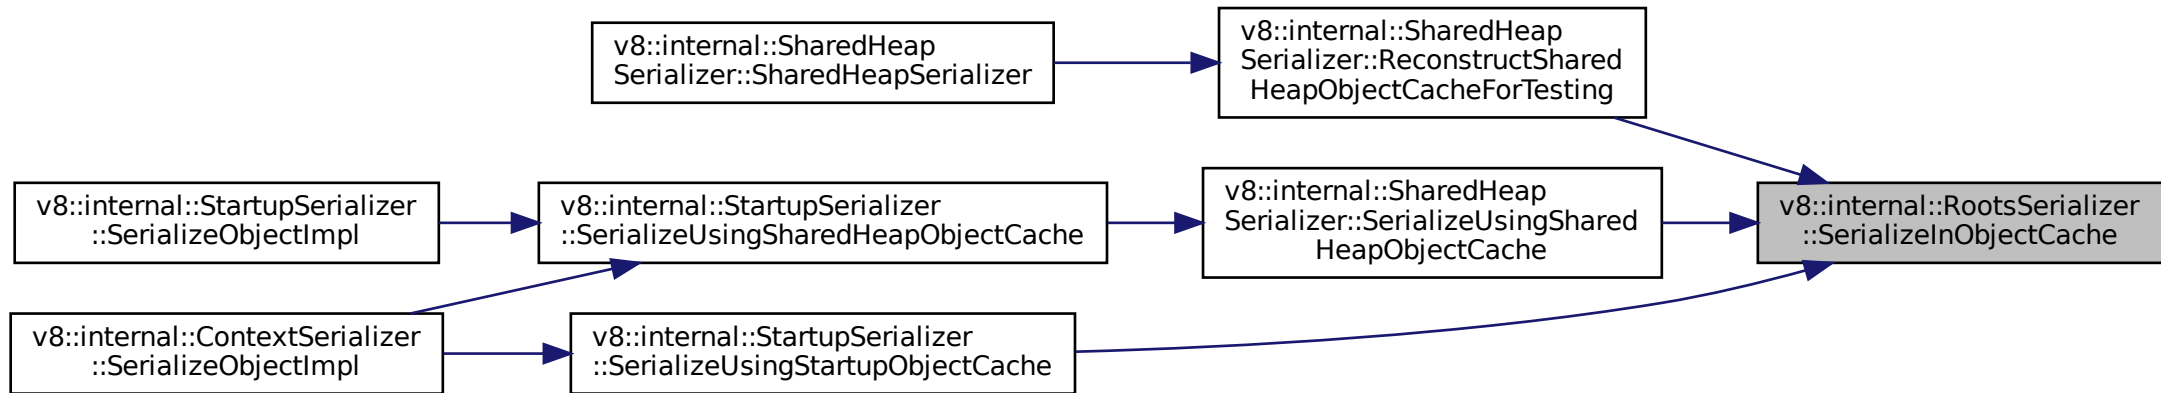 v8::internal::SharedHeap
Serializer::SharedHeapSerializer
v8::internal::SharedHeap
Serializer::ReconstructShared
HeapObjectCacheForTesting
v8::internal::StartupSerializer
::SerializeObjectImpl
v8::internal::StartupSerializer
::SerializeUsingSharedHeapObjectCache
v8::internal::SharedHeap
Serializer::SerializeUsingShared
HeapObjectCache
v8::internal::RootsSerializer
::SerializeInObjectCache
v8::internal::ContextSerializer
::SerializeObjectImpl
v8::internal::StartupSerializer
::SerializeUsingStartupObjectCache